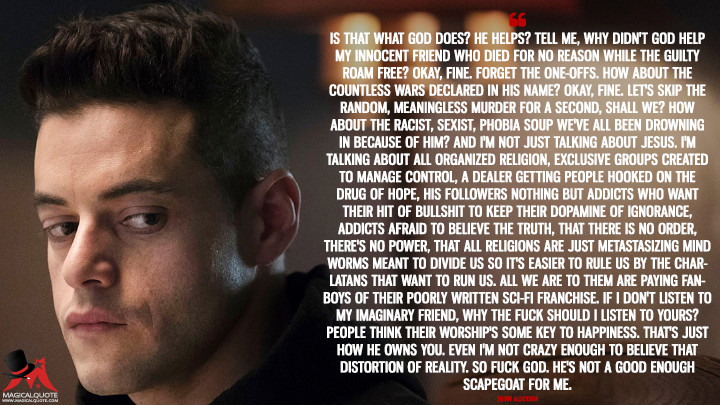 ❝
IS THAT WHAT GOD DOES? HE HELPS? TELL ME, WHY DIDN'T GOD HELP
MY INNOCENT FRIEND WHO DIED FOR NO REASON WHILE THE GUILTY
ROAM FREE? OKAY, FINE. FORGET THE ONE-OFFS. HOW ABOUT THE
COUNTLESS WARS DECLARED IN HIS NAME? OKAY, FINE. LET'S SKIP THE
RANDOM, MEANINGLESS MURDER FOR A SECOND, SHALL WE? HOW
ABOUT THE RACIST, SEXIST, PHOBIA SOUP WE'VE ALL BEEN DROWNING
IN BECAUSE OF HIM? AND I'M NOT JUST TALKING ABOUT JESUS. I'M
TALKING ABOUT ALL ORGANIZED RELIGION, EXCLUSIVE GROUPS CREATED
TO MANAGE CONTROL, A DEALER GETTING PEOPLE HOOKED ON THE
DRUG OF HOPE, HIS FOLLOWERS NOTHING BUT ADDICTS WHO WANT
THEIR HIT OF BULLSHIT TO KEEP THEIR DOPAMINE OF IGNORANCE,
ADDICTS AFRAID TO BELIEVE THE TRUTH, THAT THERE IS NO ORDER,
THERE'S NO POWER, THAT ALL RELIGIONS ARE JUST METASTASIZING MIND
WORMS MEANT TO DIVIDE US SO IT'S EASIER TO RULE US BY THE CHAR-
LATANS THAT WANT TO RUN US. ALL WE ARE TO THEM ARE PAYING FAN-
BOYS OF THEIR POORLY WRITTEN SCI-FI FRANCHISE. IF I DON'T LISTEN TO
MY IMAGINARY FRIEND, WHY THE FUCK SHOULD I LISTEN TO YOURS?
PEOPLE THINK THEIR WORSHIP'S SOME KEY TO HAPPINESS. THAT'S JUST
HOW HE OWNS YOU. EVEN I'M NOT CRAZY ENOUGH TO BELIEVE THAT
DISTORTION OF REALITY. SO FUCK GOD. HE'S NOT A GOOD ENOUGH
SCAPEGOAT FOR ME.
ELLIOT ALDERSON
MAGICALQUOTE
WWW.MAGICALQUOTE.COM